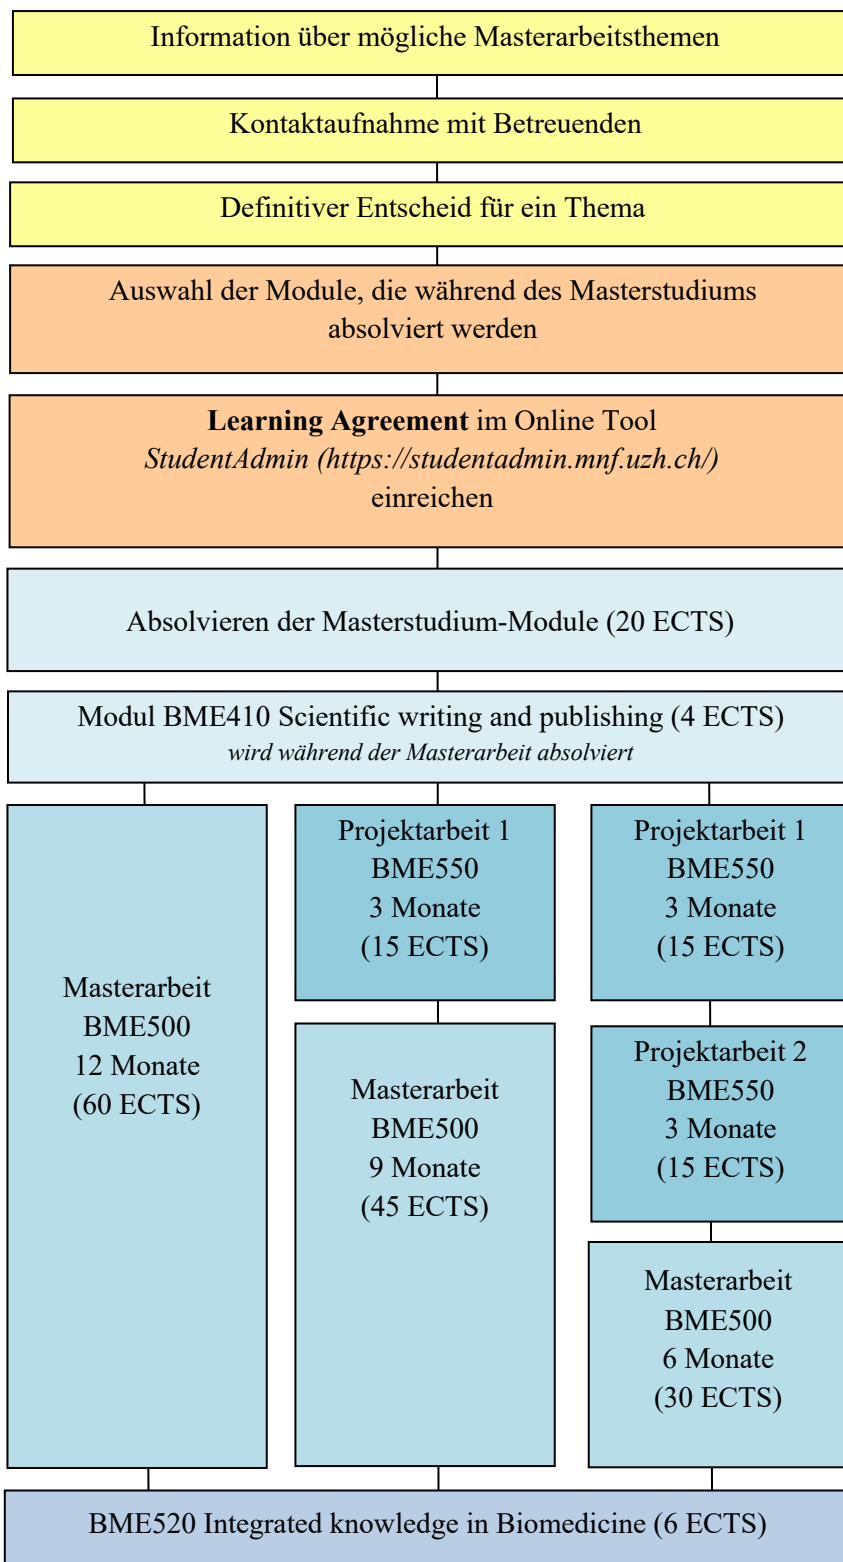 Information über mögliche Masterarbeitsthemen
Kontaktaufnahme mit Betreuenden
Definitiver Entscheid für ein Thema
Auswahl der Module, die während des Masterstudiums
absolviert werden
Learning Agreement im Online Tool
StudentAdmin (https://studentadmin.mnf.uzh.ch/)
einreichen
Absolvieren der Masterstudium-Module (20 ECTS)
Modul BME410 Scientific writing and publishing (4 ECTS)
wird während der Masterarbeit absolviert
Masterarbeit
BME500
12 Monate
(60 ECTS)
Projektarbeit 1
BME550
3 Monate
(15 ECTS)
Masterarbeit
BME500
9 Monate
(45 ECTS)
Projektarbeit 1
BME550
3 Monate
(15 ECTS)
Projektarbeit 2
BME550
3 Monate
(15 ECTS)
Masterarbeit
BME500
6 Monate
(30 ECTS)
BME520 Integrated knowledge in Biomedicine (6 ECTS)